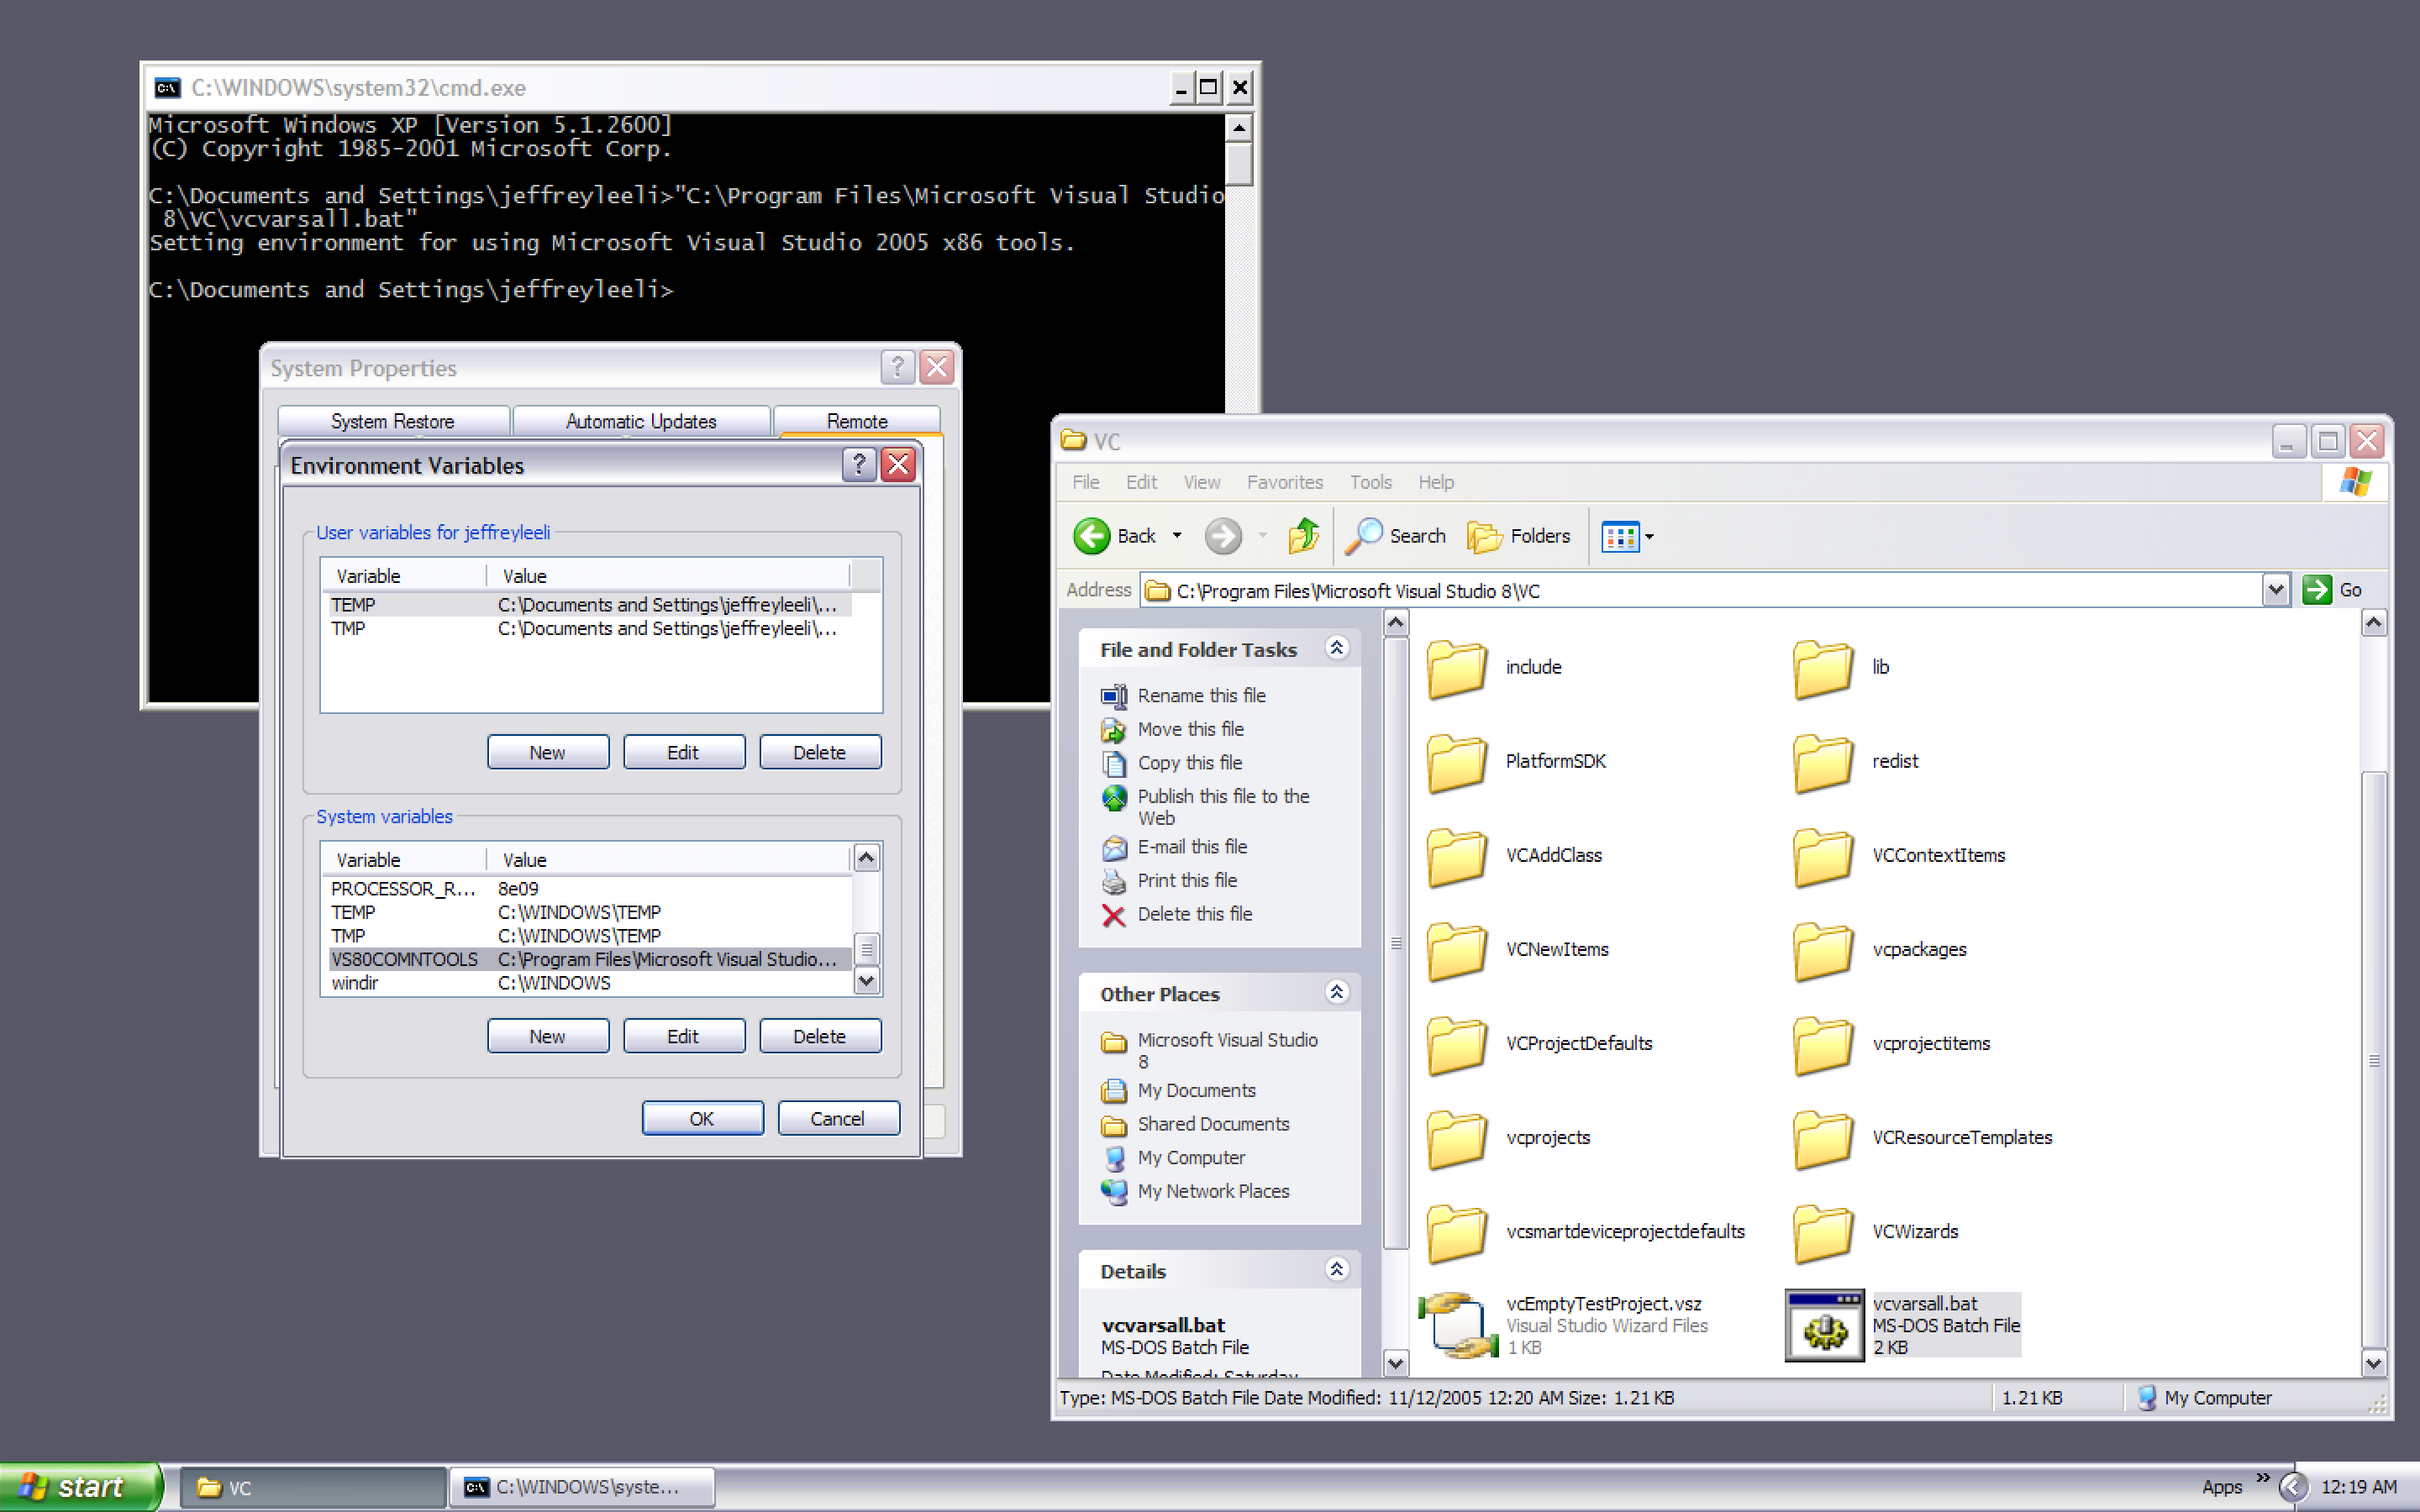 C:\WINDOWS\system32\cmd.exe
Microsoft Windows XP [Version 5.1.2600]
(C) Copyright 1985-2001 Microsoft Corp.
C:\Documents and Settings\jeffreyleeli>"C:\Program Files\Microsoft Visual Studio
8\VC\vcvarsall.bat"
Setting environment for using Microsoft Visual Studio 2005 x86 tools.
C:\Documents and Settings\jeffreyleeli>
System Properties
System Restore Automatic Updates Remote
Environment Variables
User variables for jeffreyleeli
Variable Value
TEMP C:\Documents and Settings\jeffreyleeli\...
TMP C:\Documents and Settings\jeffreyleeli\...
New Edit Delete
System variables
Variable Value
PROCESSOR_R... 8e09
TEMP C:\WINDOWS\TEMP
TMP C:\WINDOWS\TEMP
VS80COMNTOOLS C:\Program Files\Microsoft Visual Studio...
windir C:\WINDOWS
New Edit Delete
OK Cancel
VC
File Edit View Favorites Tools Help
Back Search Folders
Address C:\Program Files\Microsoft Visual Studio 8\VC Go
File and Folder Tasks
Rename this file
Move this file
Copy this file
Publish this file to the
Web
E-mail this file
Print this file
Delete this file
Other Places
Microsoft Visual Studio
8
My Documents
Shared Documents
My Computer
My Network Places
Details
vcvarsall.bat
MS-DOS Batch File
Date Modified: Saturday,
include lib
PlatformSDK redist
VCAddClass VCContextItems
VCNewItems vcpackages
VCProjectDefaults vcprojectitems
vcprojects VCResourceTemplates
vcsmartdeviceprojectdefaults VCWizards
vcEmptyTestProject.vsz
Visual Studio Wizard Files
1 KB
vcvarsall.bat
MS-DOS Batch File
2 KB
Type: MS-DOS Batch File Date Modified: 11/12/2005 12:20 AM Size: 1.21 KB 1.21 KB My Computer
start VC C:\WINDOWS\syste... Apps 12:19 AM